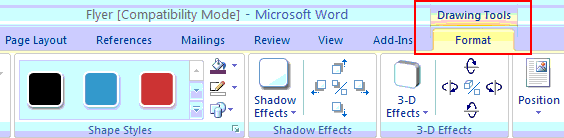 Flyer [Compatibility Mode] - Microsoft Word Drawing Tools
Page Layout References Mailings Review View Add-Ins Format
Shadow Effects 3-D Effects Position
Shape Styles Shadow Effects 3-D Effects